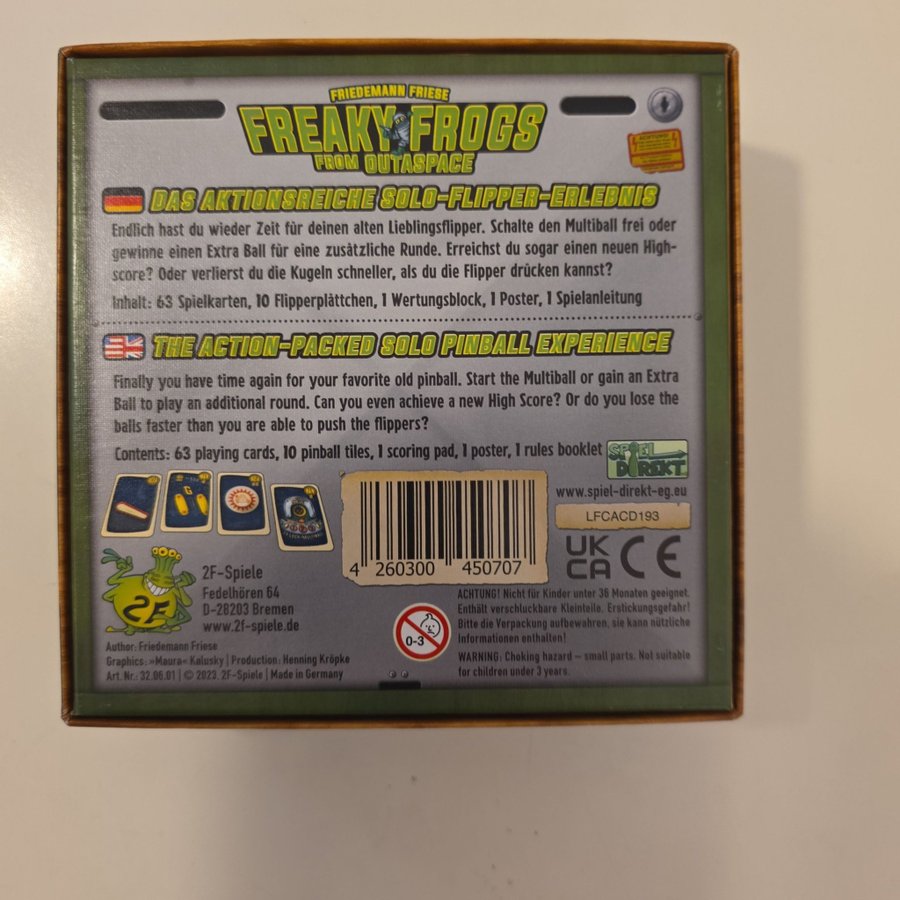 FRIEDEMANN FRIESE
FREAKY FROGS
FROM OUTASPACE
ACHTUNG!
DAS AKTIONSREICHE SOLO-FLIPPER-ERLEBNIS
Endlich hast du wieder Zeit für deinen alten Lieblingsflipper. Schalte den Multiball frei oder
gewinne einen Extra Ball für eine zusätzliche Runde. Erreichst du sogar einen neuen High-
score? Oder verlierst du die Kugeln schneller, als du die Flipper drücken kannst?
Inhalt: 63 Spielkarten, 10 Flipperplättchen, 1 Wertungsblock, 1 Poster, 1 Spielanleitung
THE ACTION-PACKED SOLO PINBALL EXPERIENCE
Finally you have time again for your favorite old pinball. Start the Multiball or gain an Extra
Ball to play an additional round. Can you even achieve a new High Score? Or do you lose the
balls faster than you are able to push the flippers?
Contents: 63 playing cards, 10 pinball tiles, 1 scoring pad, 1 poster, 1 rules booklet
SPIEL
DIREKT
www.spiel-direkt-eg.eu
LFCACD193
4 260300 450707
UK
CA CE
2F
2F-Spiele
Fedelhören 64
D-28203 Bremen
www.2f-spiele.de
Author: Friedemann Friese
Graphics: »Maura« Kalusky | Production: Henning Kröpke
Art. Nr.: 32.06.01 | © 2023, 2F-Spiele | Made in Germany
0-3
ACHTUNG! Nicht für Kinder unter 36 Monaten geeignet.
Enthält verschluckbare Kleinteile. Erstickungsgefahr!
Bitte die Verpackung aufbewahren, sie kann nützliche
Informationen enthalten!
WARNING: Choking hazard – small parts. Not suitable
for children under 3 years.